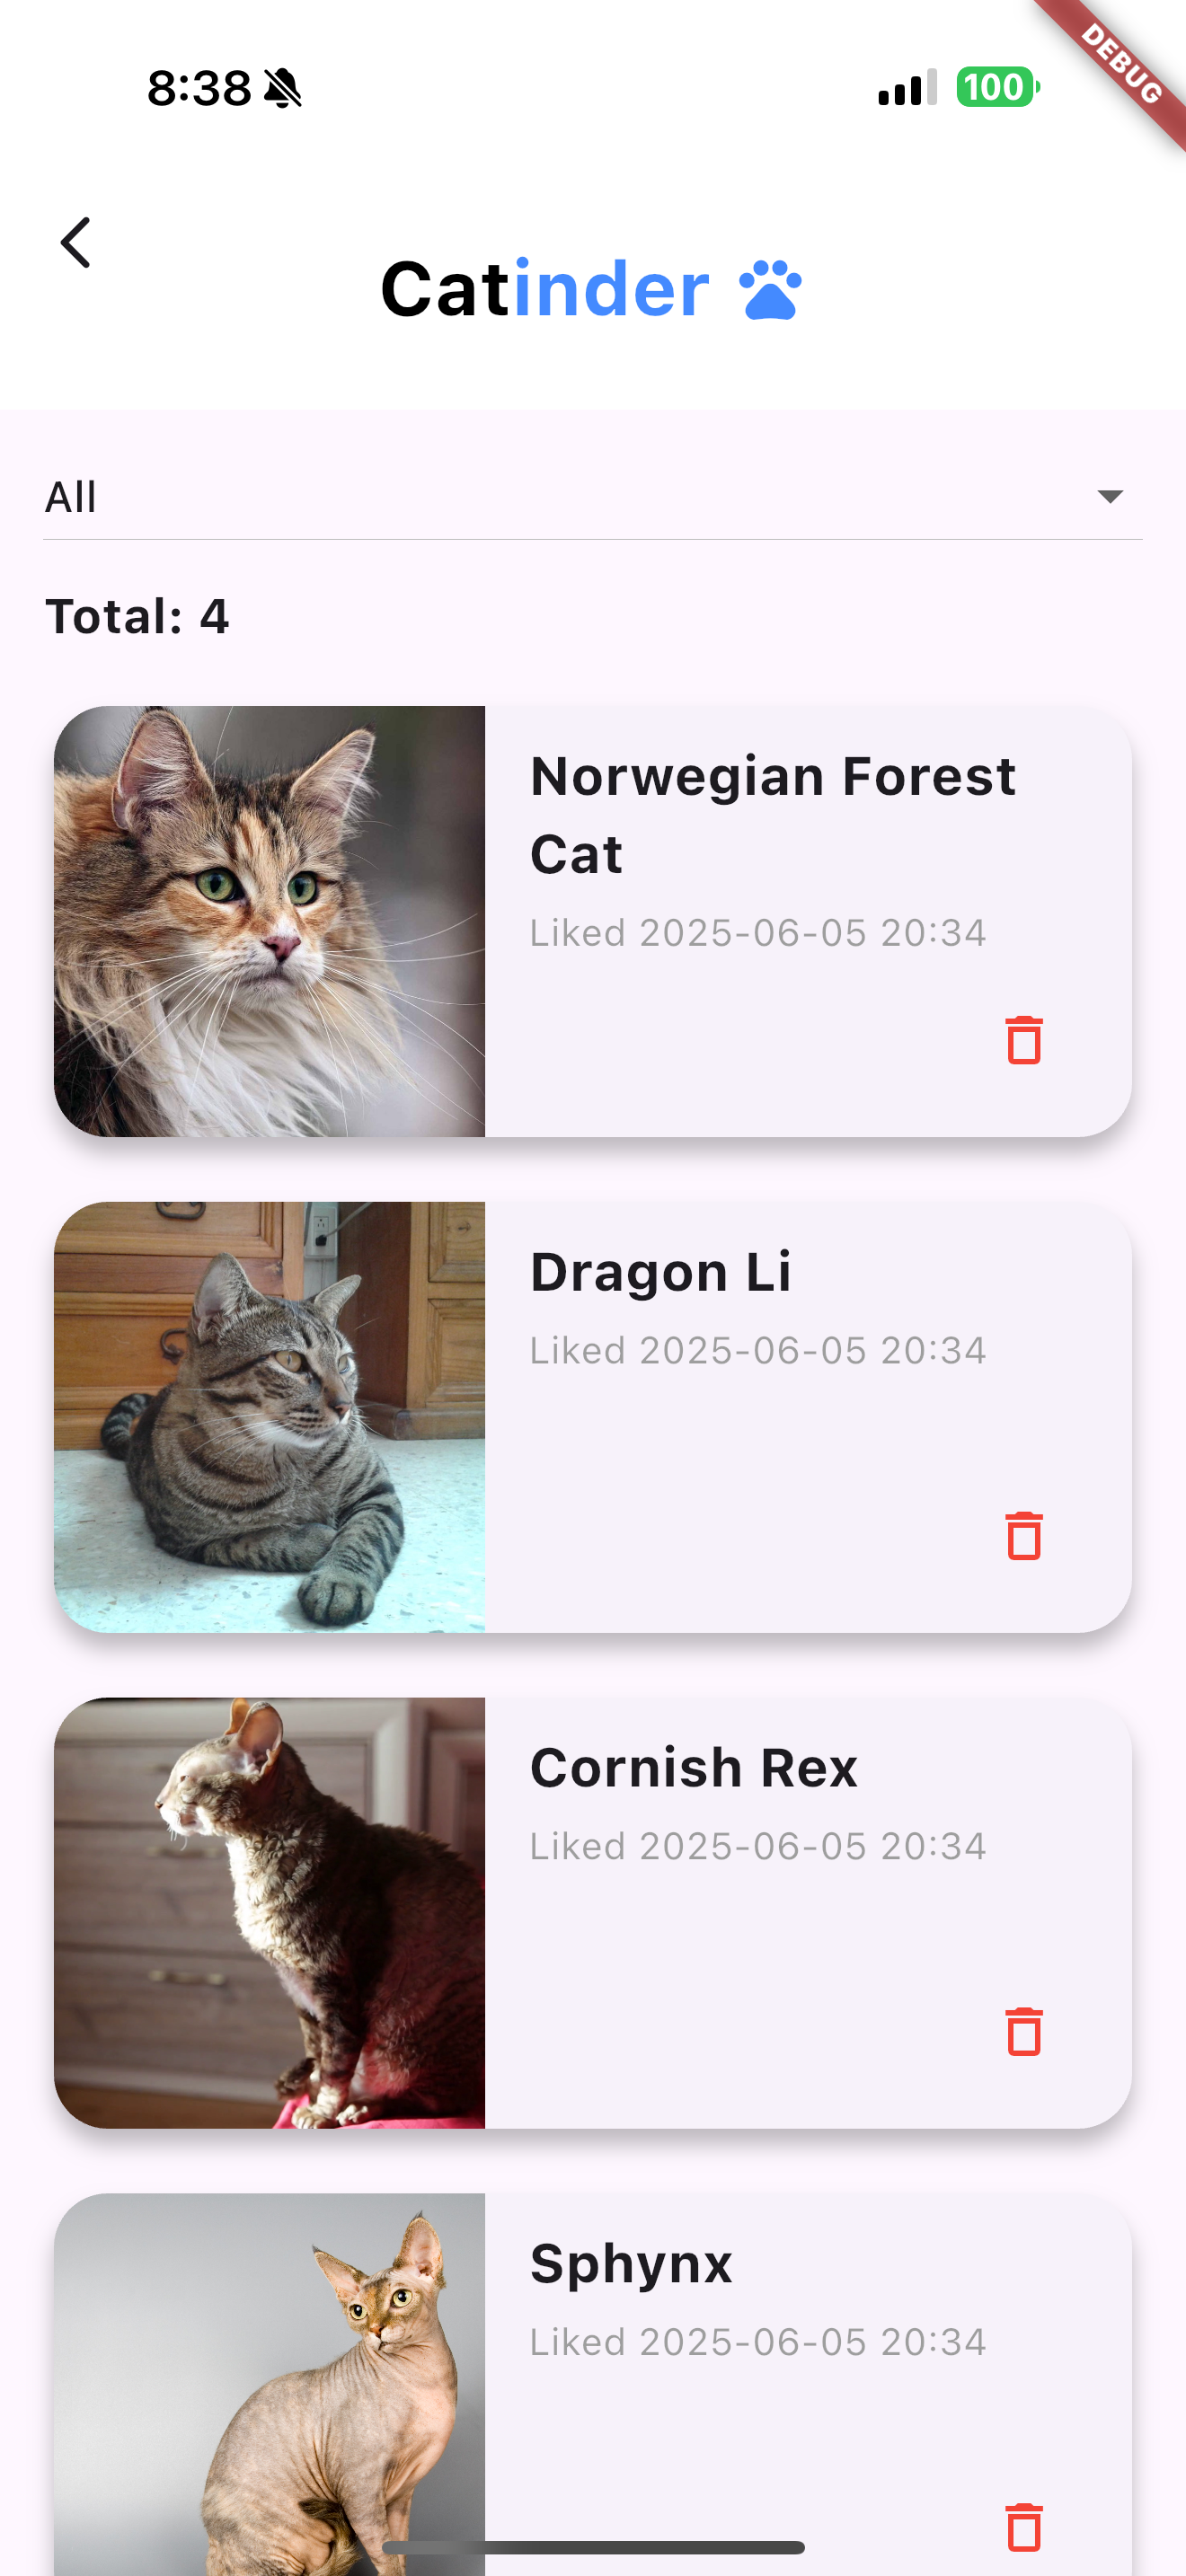 8:38
100
DEBUG
Catinder
All
Total: 4
Norwegian Forest
Cat
Liked 2025-06-05 20:34
Dragon Li
Liked 2025-06-05 20:34
Cornish Rex
Liked 2025-06-05 20:34
Sphynx
Liked 2025-06-05 20:34